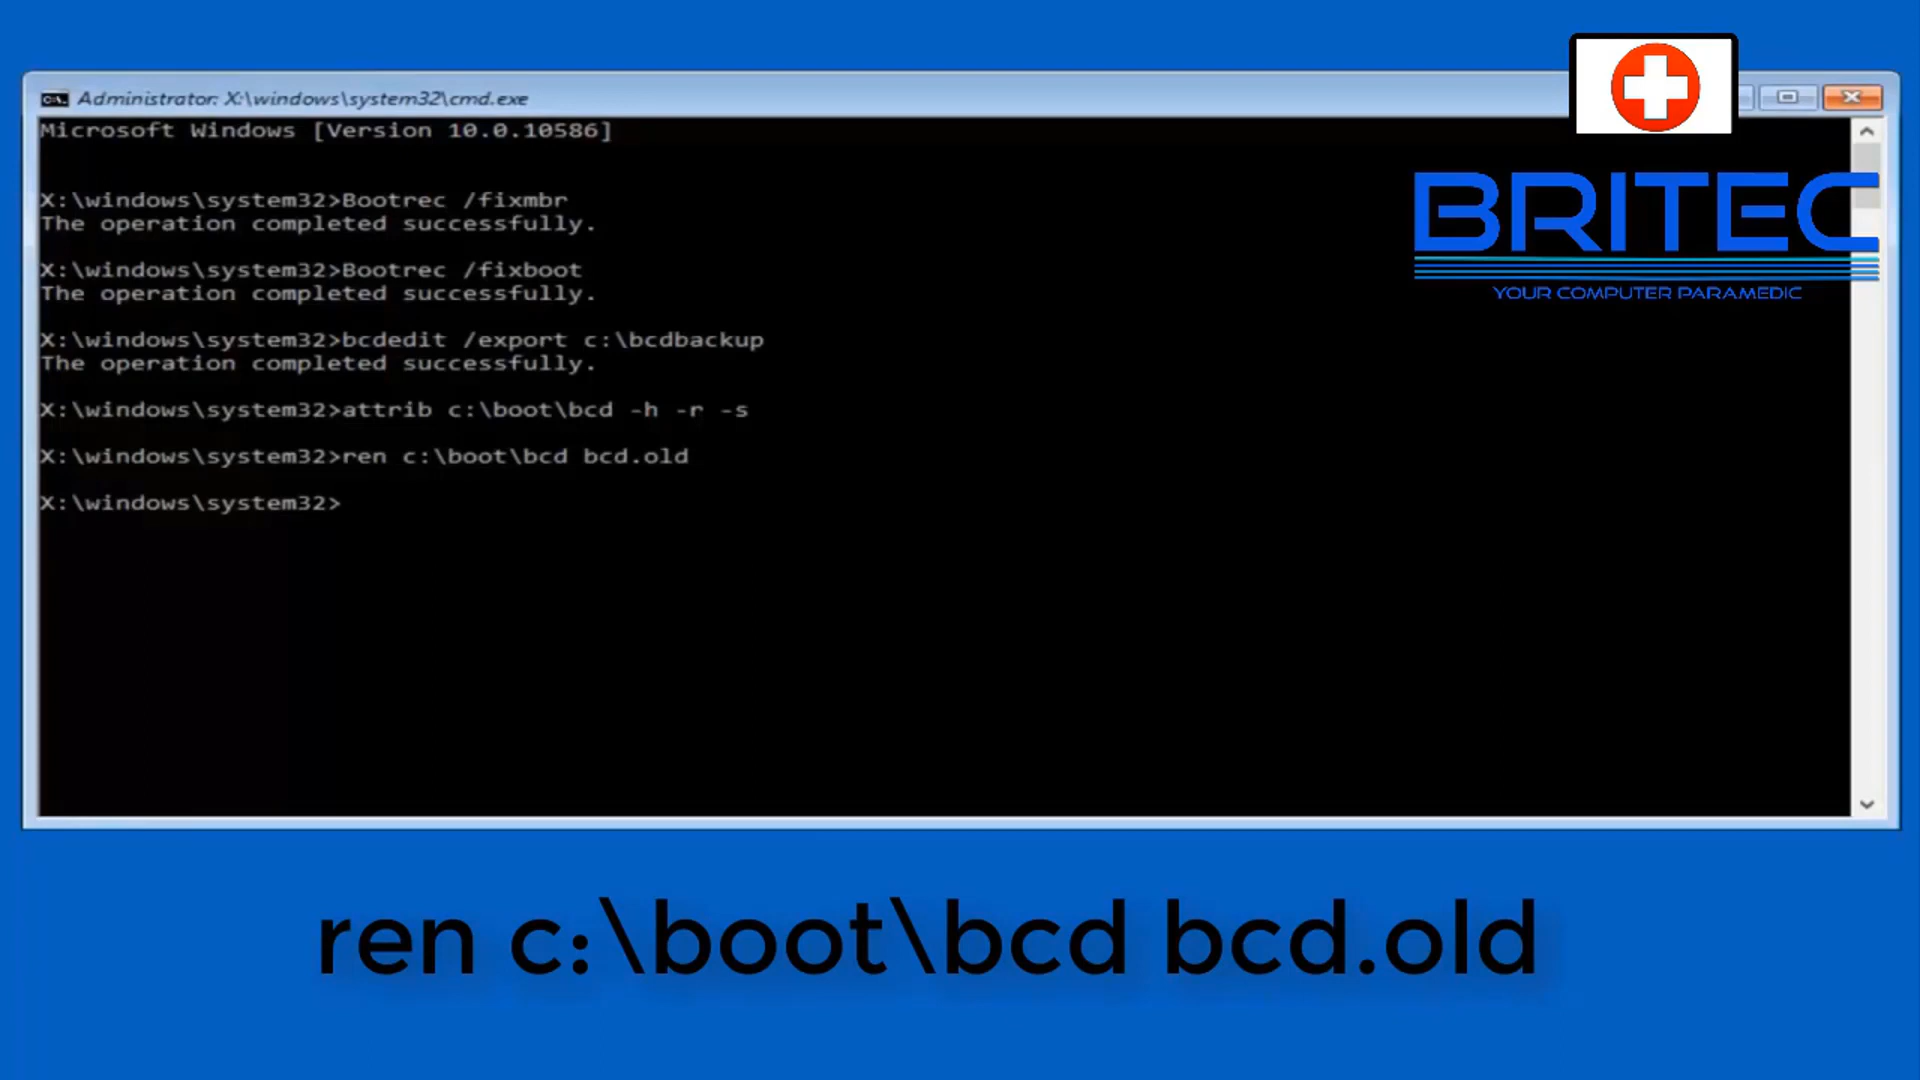 Administrator: X:\windows\system32\cmd.exe
Microsoft Windows [Version 10.0.10586]
X:\windows\system32>Bootrec /fixmbr
The operation completed successfully.
X:\windows\system32>Bootrec /fixboot
The operation completed successfully.
X:\windows\system32>bcdedit /export c:\bcdbackup
The operation completed successfully.
X:\windows\system32>attrib c:\boot\bcd -h -r -s
X:\windows\system32>ren c:\boot\bcd bcd.old
X:\windows\system32>
BRITEC
YOUR COMPUTER PARAMEDIC
ren c:\boot\bcd bcd.old